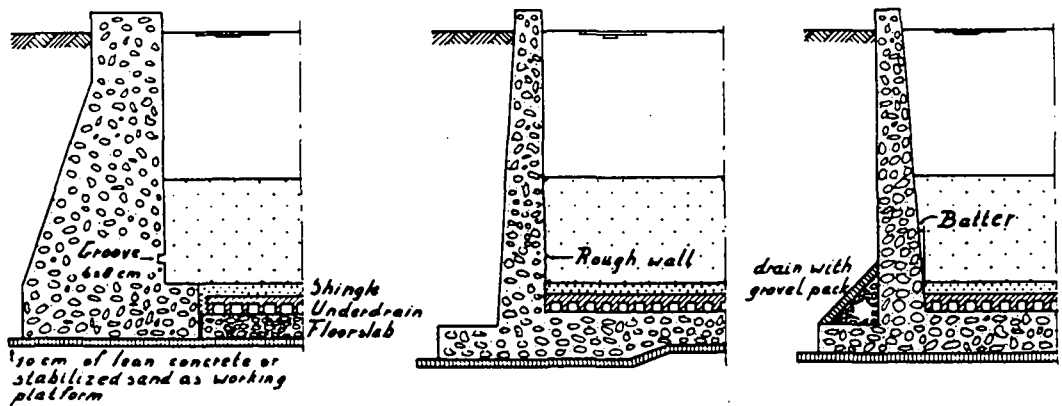 Groove
6x8 cm
Shingle
Underdrain
Floorslab
10 cm of lean concrete or
stabilized sand as working
platform
Rough wall
Batter
drain with
gravel pack